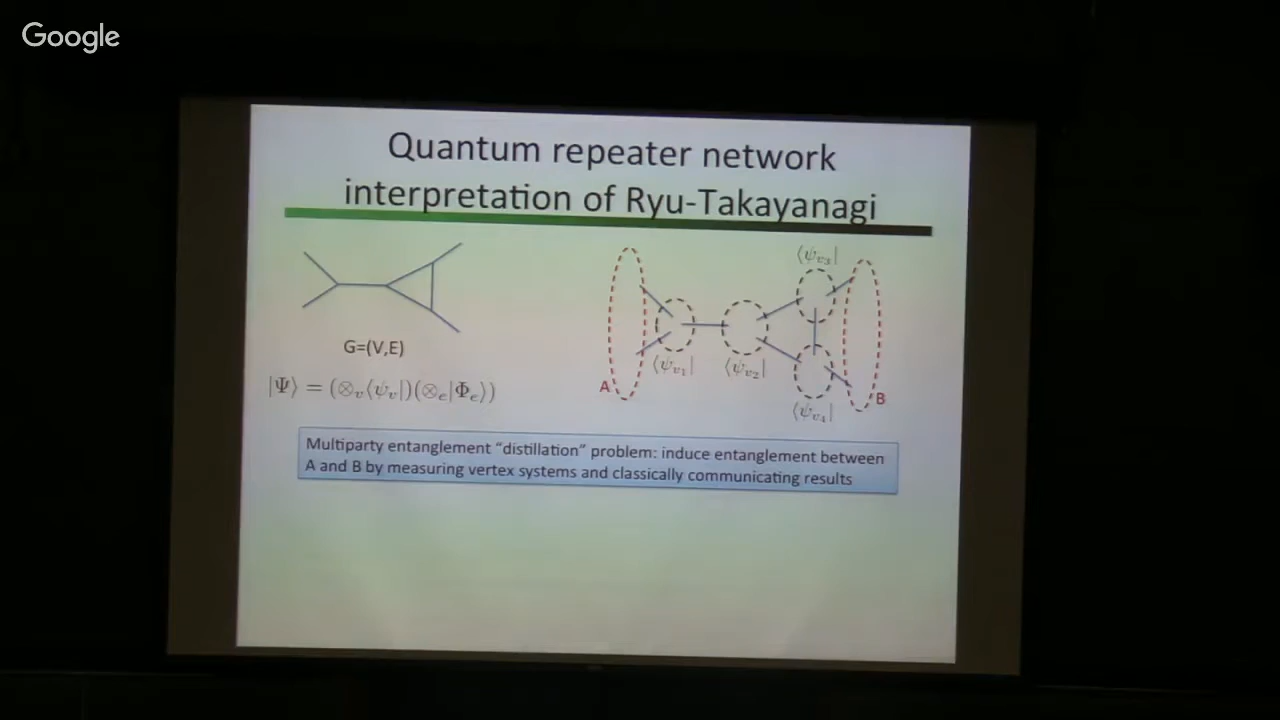 Google
Quantum repeater network
interpretation of Ryu-Takayanagi
G=(V,E)
|Ψ⟩ = (⊗ᵥ⟨ψᵥ|)(⊗ₑ|Φₑ⟩)
A
⟨ψᵥ₁|
⟨ψᵥ₂|
⟨ψᵥ₃|
⟨ψᵥ₄|
B
Multiparty entanglement “distillation” problem: induce entanglement between
A and B by measuring vertex systems and classically communicating results